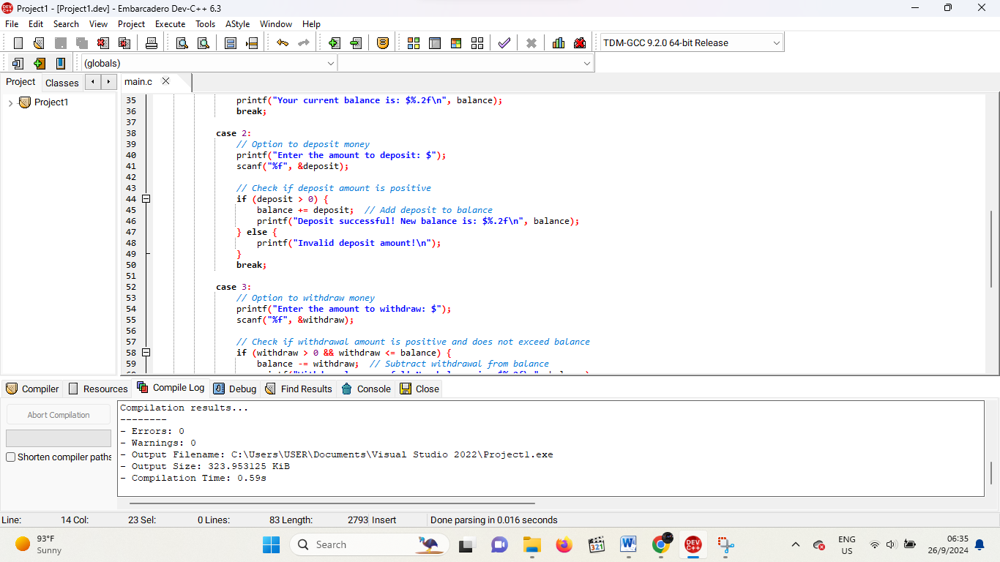 Project1 - [Project1.dev] - Embarcadero Dev-C++ 6.3
File Edit Search View Project Execute Tools AStyle Window Help
TDM-GCC 9.2.0 64-bit Release
(globals)
Project Classes main.c
Project1
35 printf("Your current balance is: $%.2f\n", balance);
36 break;
37
38 case 2:
39 // Option to deposit money
40 printf("Enter the amount to deposit: $");
41 scanf("%f", &deposit);
42
43 // Check if deposit amount is positive
44 if (deposit > 0) {
45 balance += deposit; // Add deposit to balance
46 printf("Deposit successful! New balance is: $%.2f\n", balance);
47 } else {
48 printf("Invalid deposit amount!\n");
49 }
50 break;
51
52 case 3:
53 // Option to withdraw money
54 printf("Enter the amount to withdraw: $");
55 scanf("%f", &withdraw);
56
57 // Check if withdrawal amount is positive and does not exceed balance
58 if (withdraw > 0 && withdraw <= balance) {
59 balance -= withdraw; // Subtract withdrawal from balance
Compiler Resources Compile Log Debug Find Results Console Close
Abort Compilation
Shorten compiler paths
Compilation results...
--------
- Errors: 0
- Warnings: 0
- Output Filename: C:\Users\USER\Documents\Visual Studio 2022\Project1.exe
- Output Size: 323.953125 KiB
- Compilation Time: 0.59s
Line: 14 Col: 23 Sel: 0 Lines: 83 Length: 2793 Insert Done parsing in 0.016 seconds
93°F
Sunny
Search
321
DEV
C++
ENG
US
06:35
26/9/2024